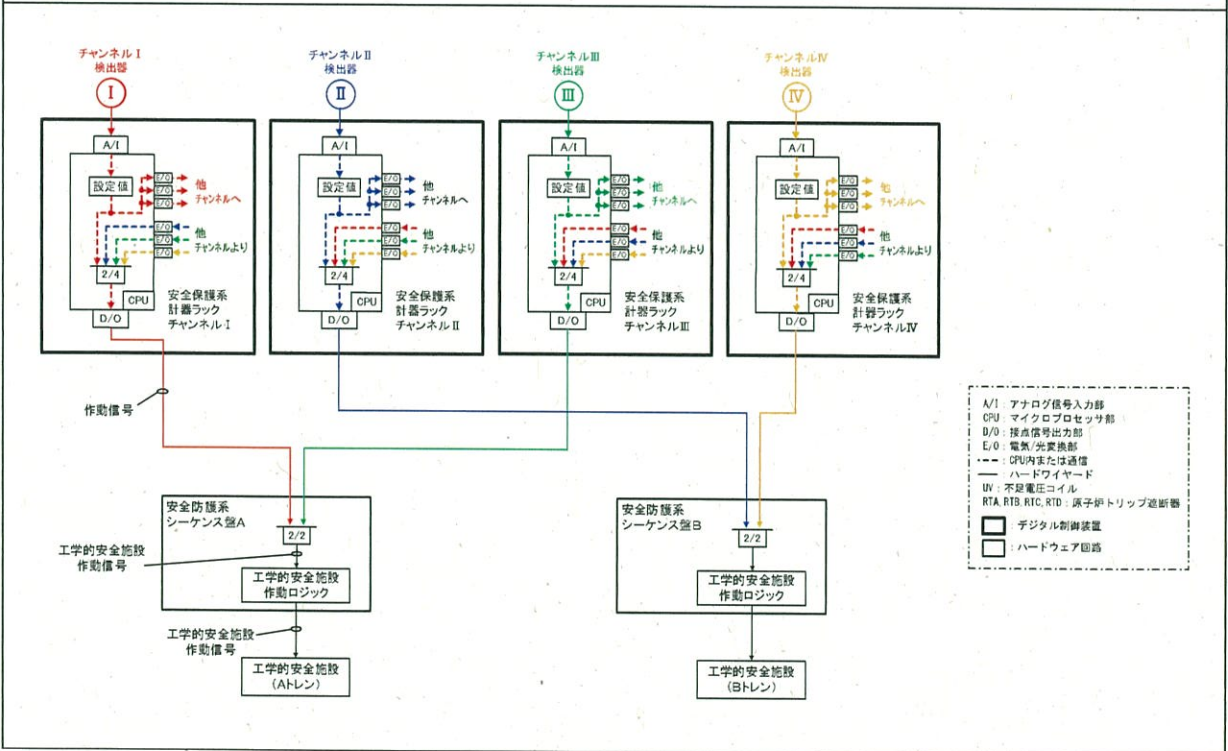 チャンネルⅠ
検出器
Ⅰ
A/I
設定値
E/O
E/O
E/O
他
チャンネルへ
E/O
E/O
E/O
他
チャンネルより
2/4
CPU
D/O
安全保護系
計器ラック
チャンネル-Ⅰ
チャンネルⅡ
検出器
Ⅱ
A/I
設定値
E/O
E/O
E/O
他
チャンネルへ
E/O
E/O
E/O
他
チャンネルより
2/4
CPU
D/O
安全保護系
計器ラック
チャンネルⅡ
チャンネルⅢ
検出器
Ⅲ
A/I
設定値
E/O
E/O
E/O
他
チャンネルへ
E/O
E/O
E/O
他
チャンネルより
2/4
CPU
D/O
安全保護系
計器ラック
チャンネルⅢ
チャンネルⅣ
検出器
Ⅳ
A/I
設定値
E/O
E/O
E/O
他
チャンネルへ
E/O
E/O
E/O
他
チャンネルより
2/4
CPU
D/O
安全保護系
計器ラック
チャンネルⅣ
作動信号
安全防護系
シーケンス盤A
2/2
工学的安全施設
作動信号
工学的安全施設
作動ロジック
工学的安全施設
作動信号
工学的安全施設
(Aトレン)
安全防護系
シーケンス盤B
2/2
工学的安全施設
作動ロジック
工学的安全施設
(Bトレン)
A/I：アナログ信号入力部
CPU：マイクロプロセッサ部
D/O：接点信号出力部
E/O：電気/光変換部
：CPU内または通信
：ハードワイヤード
UV：不足電圧コイル
RTA,RTB,RTC,RTD：原子炉トリップ遮断器
：デジタル制御装置
：ハードウェア回路